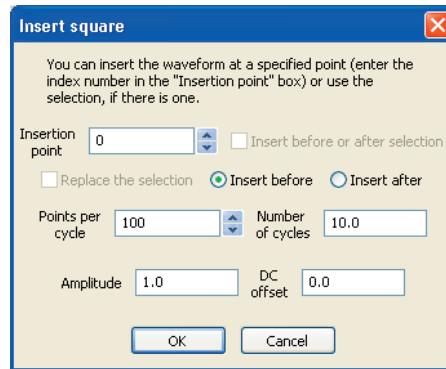 Insert square
You can insert the waveform at a specified point (enter the
index number in the "Insertion point" box) or use the
selection, if there is one.
Insertion point 0 Insert before or after selection
Replace the selection Insert before Insert after
Points per cycle 100 Number of cycles 10.0
Amplitude 1.0 DC offset 0.0
OK Cancel